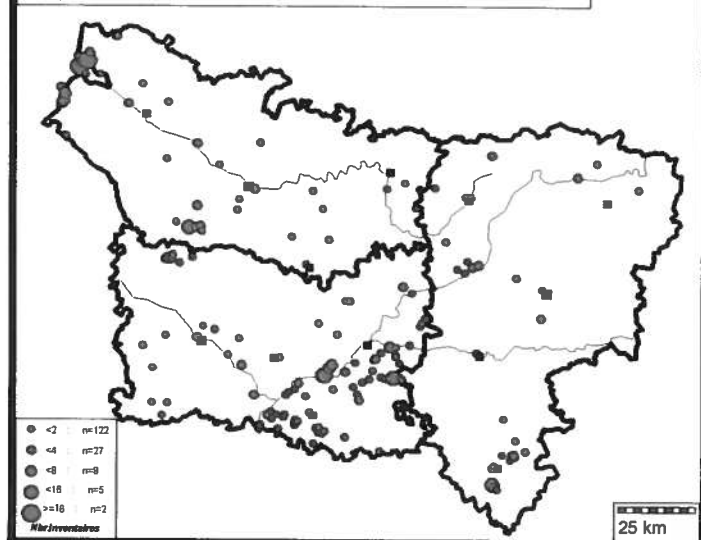 <2 : n=122
<4 : n=27
<8 : n=8
<16 : n=5
>=16 : n=2
Nbr.Inventaires
25 km